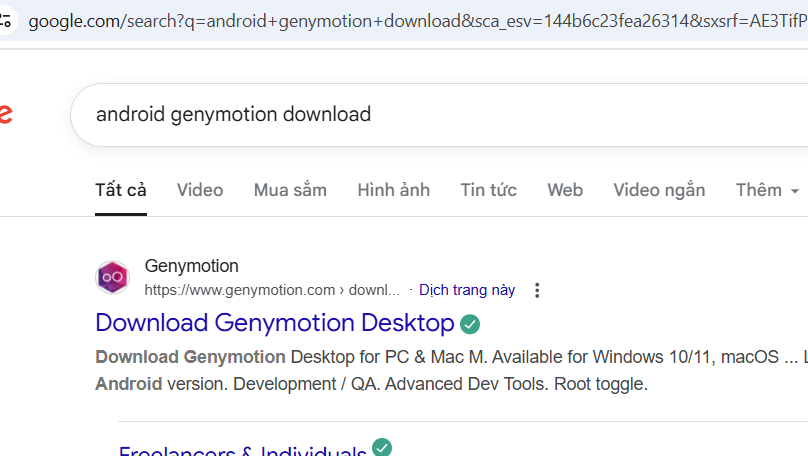 google.com/search?q=android+genymotion+download&sca_esv=144b6c23fea26314&sxsrf=AE3TifP
android genymotion download
Tất cả Video Mua sắm Hình ảnh Tin tức Web Video ngắn Thêm
Genymotion
https://www.genymotion.com › downl... · Dịch trang này
Download Genymotion Desktop
Download Genymotion Desktop for PC & Mac M. Available for Windows 10/11, macOS ...
Android version. Development / QA. Advanced Dev Tools. Root toggle.
Freelancers & Individuals